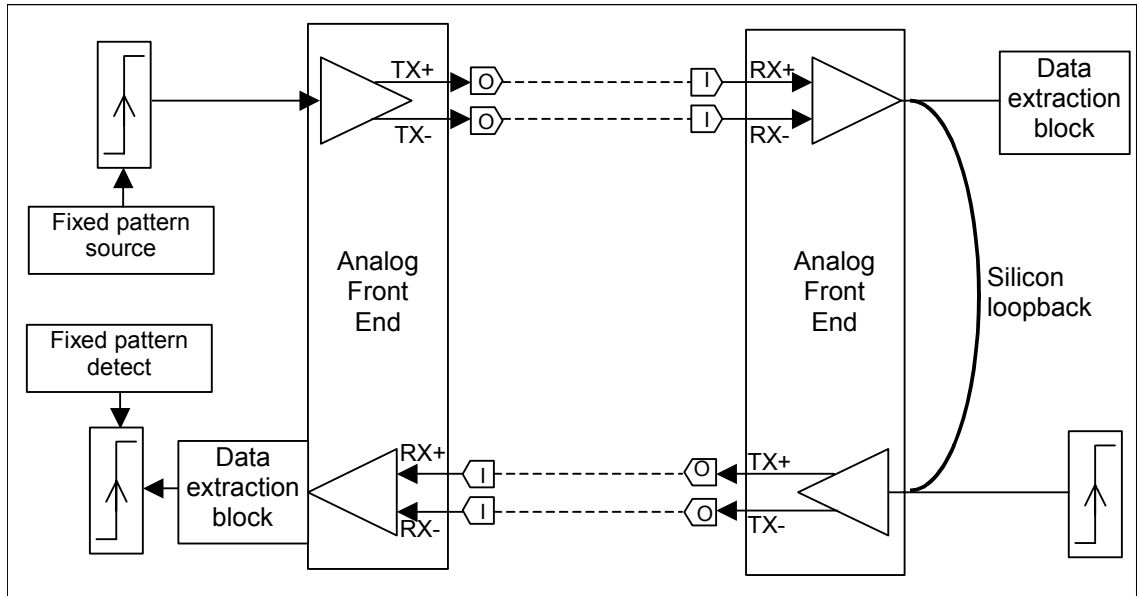 TX+
O
I
RX+
TX-
O
I
RX-
Data
extraction
block
Fixed pattern
source
Analog
Front
End
Analog
Front
End
Silicon
loopback
Fixed pattern
detect
Data
extraction
block
RX+
I
O
TX+
RX-
I
O
TX-